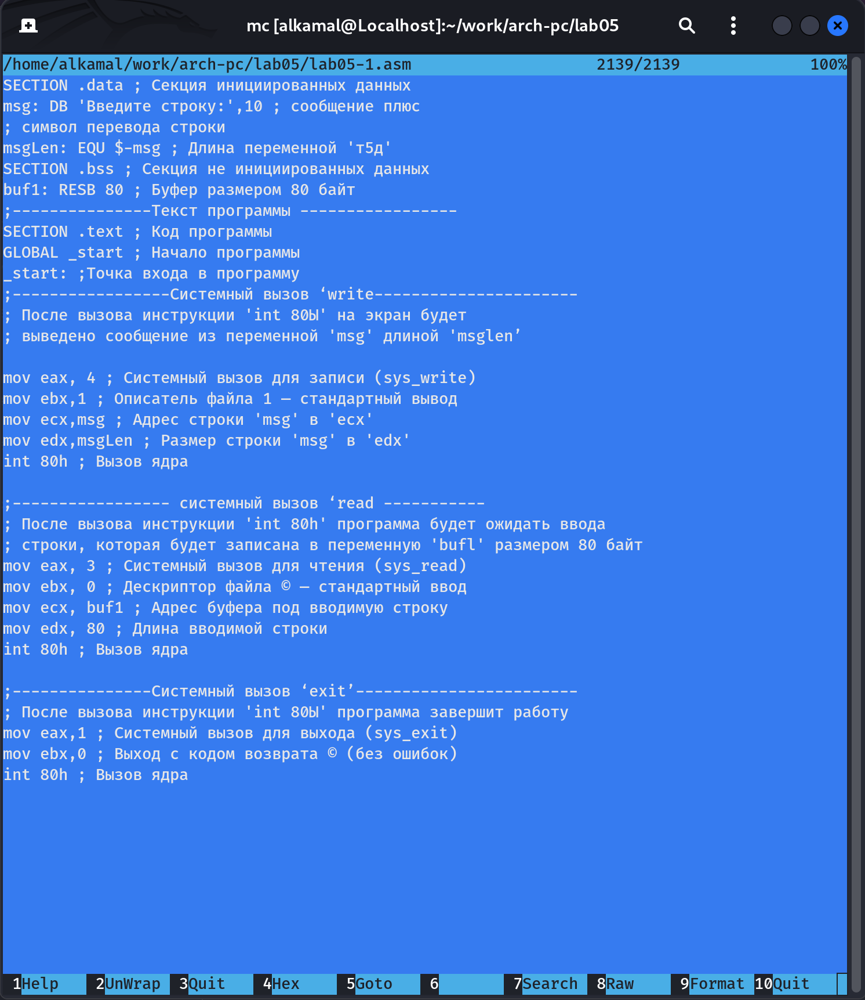 mc [alkamal@Localhost]:~/work/arch-pc/lab05
/home/alkamal/work/arch-pc/lab05/lab05-1.asm 2139/2139 100%
SECTION .data ; Секция инициированных данных
msg: DB 'Введите строку:',10 ; сообщение плюс
; символ перевода строки
msgLen: EQU $-msg ; Длина переменной 'т5д'
SECTION .bss ; Секция не инициированных данных
buf1: RESB 80 ; Буфер размером 80 байт
;---------------Текст программы -----------------
SECTION .text ; Код программы
GLOBAL _start ; Начало программы
_start: ;Точка входа в программу
;-----------------Системный вызов ‘write----------------------
; После вызова инструкции 'int 80Ы' на экран будет
; выведено сообщение из переменной 'msg' длиной 'msglen’
mov eax, 4 ; Системный вызов для записи (sys_write)
mov ebx,1 ; Описатель файла 1 — стандартный вывод
mov ecx,msg ; Адрес строки 'msg' в 'ecx'
mov edx,msgLen ; Размер строки 'msg' в 'edx'
int 80h ; Вызов ядра
;----------------- системный вызов ‘read -----------
; После вызова инструкции 'int 80h' программа будет ожидать ввода
; строки, которая будет записана в переменную 'bufl' размером 80 байт
mov eax, 3 ; Системный вызов для чтения (sys_read)
mov ebx, 0 ; Дескриптор файла © — стандартный ввод
mov ecx, buf1 ; Адрес буфера под вводимую строку
mov edx, 80 ; Длина вводимой строки
int 80h ; Вызов ядра
;---------------Системный вызов ‘exit’------------------------
; После вызова инструкции 'int 80Ы' программа завершит работу
mov eax,1 ; Системный вызов для выхода (sys_exit)
mov ebx,0 ; Выход с кодом возврата © (без ошибок)
int 80h ; Вызов ядра
1Help 2UnWrap 3Quit 4Hex 5Goto 6 7Search 8Raw 9Format 10Quit